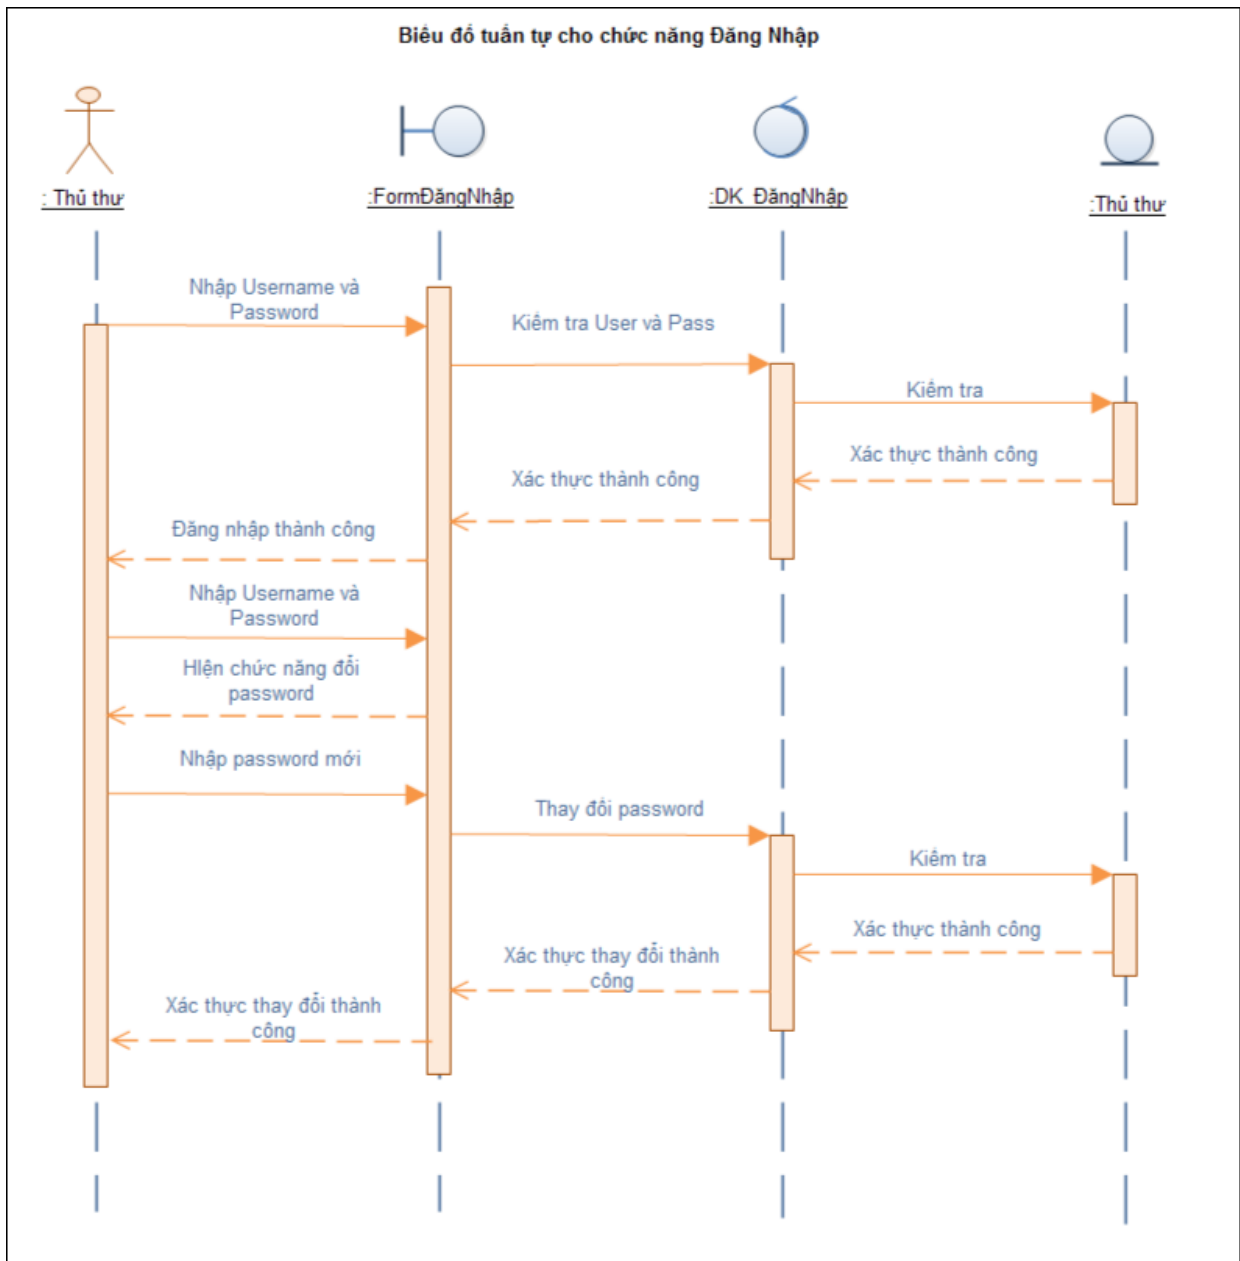 Biểu đồ tuần tự cho chức năng Đăng Nhập
: Thủ thư
:FormĐăngNhập
:DK_ĐăngNhập
:Thủ thư
Nhập Username và
Password
Kiểm tra User và Pass
Kiểm tra
Xác thực thành công
Xác thực thành công
Đăng nhập thành công
Nhập Username và
Password
HIện chức năng đổi
password
Nhập password mới
Thay đổi password
Kiểm tra
Xác thực thành công
Xác thực thay đổi thành
công
Xác thực thay đổi thành
công